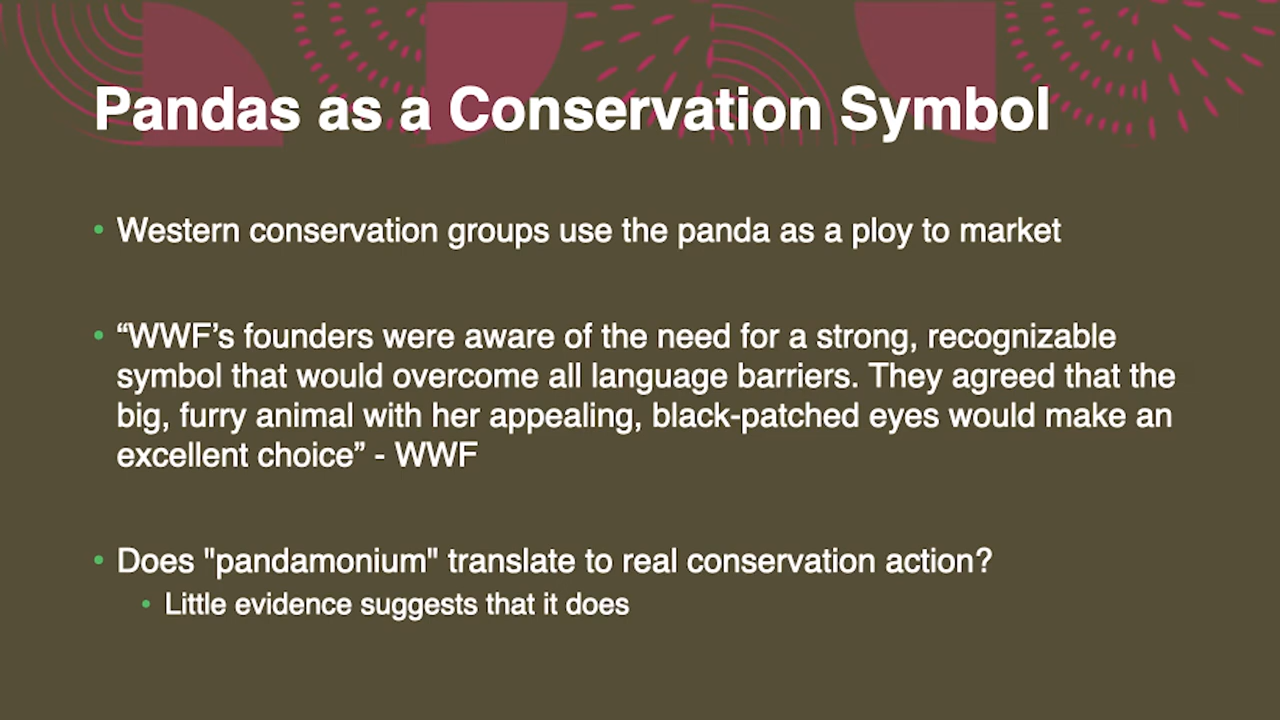 Pandas as a Conservation Symbol
• Western conservation groups use the panda as a ploy to market
• “WWF’s founders were aware of the need for a strong, recognizable
symbol that would overcome all language barriers. They agreed that the
big, furry animal with her appealing, black-patched eyes would make an
excellent choice” - WWF
• Does "pandamonium" translate to real conservation action?
• Little evidence suggests that it does